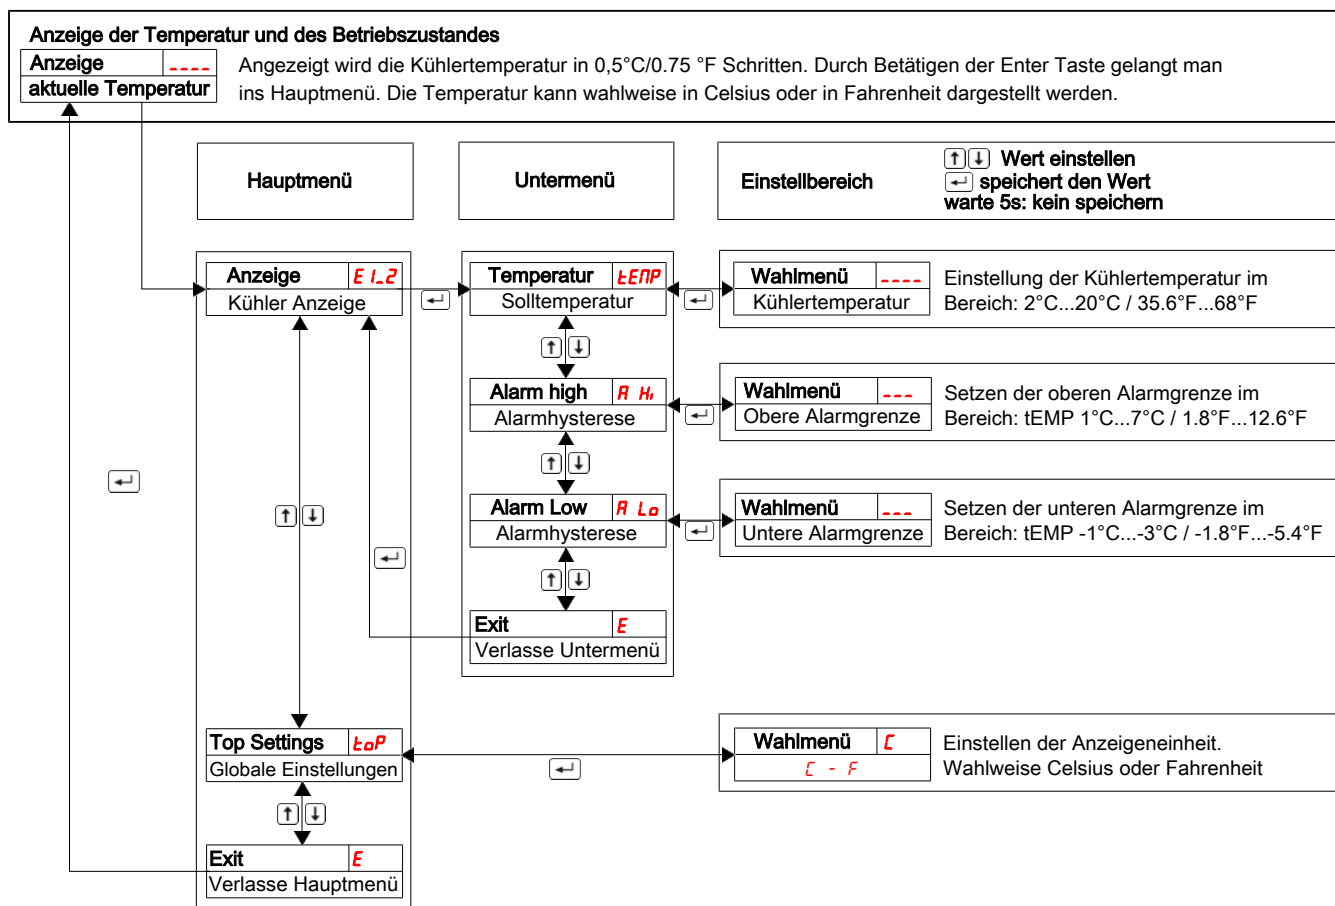 Anzeige der Temperatur und des Betriebszustandes
Anzeige ----
aktuelle Temperatur
Angezeigt wird die Kühlertemperatur in 0,5°C/0.75 °F Schritten. Durch Betätigen der Enter Taste gelangt man
ins Hauptmenü. Die Temperatur kann wahlweise in Celsius oder in Fahrenheit dargestellt werden.
Hauptmenü
Untermenü
Einstellbereich
↑ ↓ Wert einstellen
↵ speichert den Wert
warte 5s: kein speichern
Anzeige E1_2
Kühler Anzeige
↵
Temperatur tEMP
Solltemperatur
↵
Wahlmenü ----
Kühlertemperatur
Einstellung der Kühlertemperatur im
Bereich: 2°C...20°C / 35.6°F...68°F
↑ ↓
Alarm high A Hi
Alarmhysterese
↵
Wahlmenü ---
Obere Alarmgrenze
Setzen der oberen Alarmgrenze im
Bereich: tEMP 1°C...7°C / 1.8°F...12.6°F
↑ ↓
↵
↑ ↓
Alarm Low A Lo
Alarmhysterese
↵
Wahlmenü ---
Untere Alarmgrenze
Setzen der unteren Alarmgrenze im
Bereich: tEMP -1°C...-3°C / -1.8°F...-5.4°F
↵
↑ ↓
Exit E
Verlasse Untermenü
Top Settings toP
Globale Einstellungen
↵
Wahlmenü C
C - F
Einstellen der Anzeigeneinheit.
Wahlweise Celsius oder Fahrenheit
↑ ↓
Exit E
Verlasse Hauptmenü